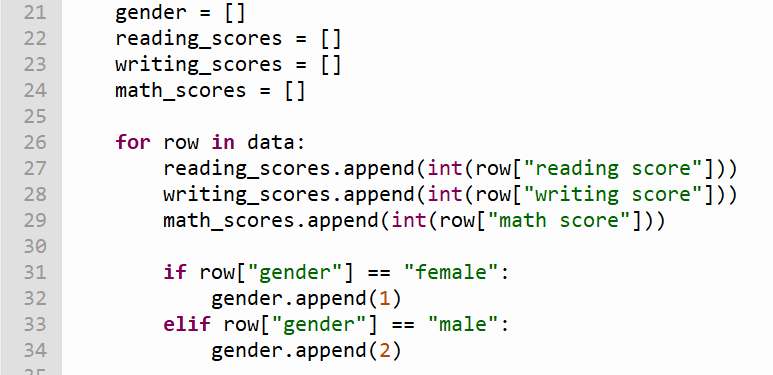 21 gender = []
22 reading_scores = []
23 writing_scores = []
24 math_scores = []
25
26 for row in data:
27 reading_scores.append(int(row["reading score"]))
28 writing_scores.append(int(row["writing score"]))
29 math_scores.append(int(row["math score"]))
30
31 if row["gender"] == "female":
32 gender.append(1)
33 elif row["gender"] == "male":
34 gender.append(2)